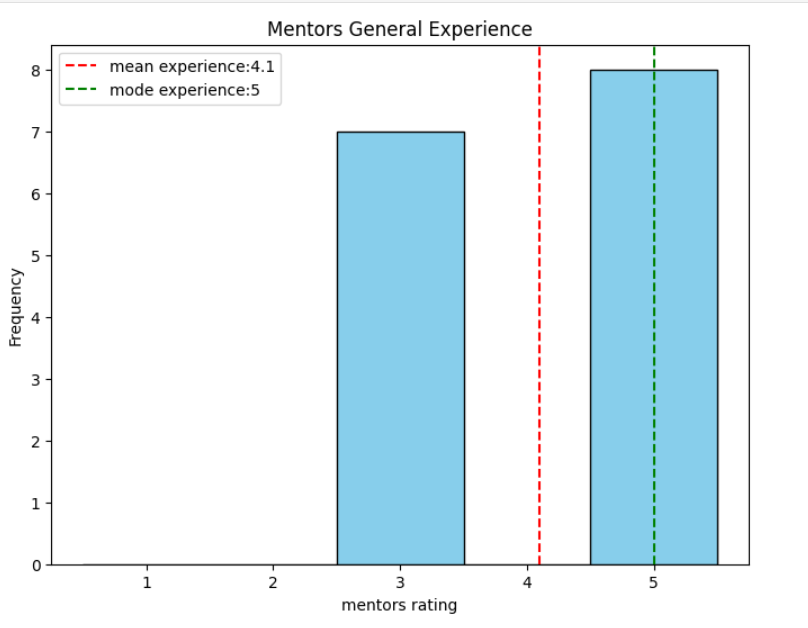 Mentors General Experience
mean experience:4.1
mode experience:5
8
7
6
5
4
3
2
1
0
Frequency
1 2 3 4 5
mentors rating